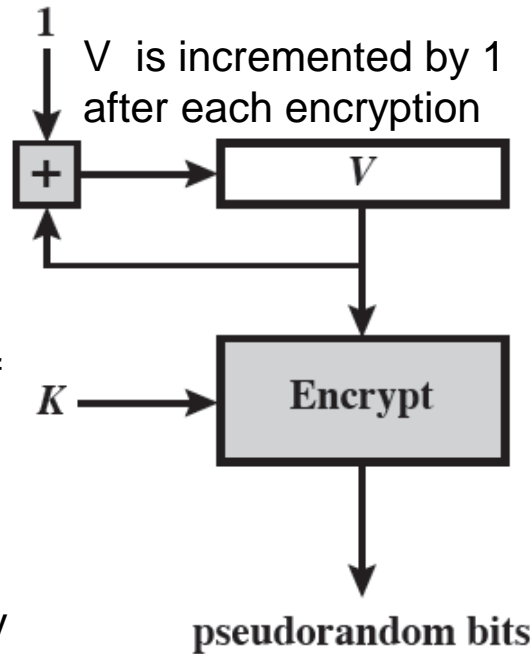 1
V is incremented by 1
after each encryption
+
V
K
Encrypt
pseudorandom bits